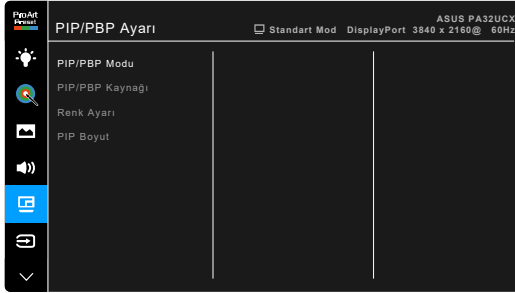 ProArt
Preset
PIP/PBP Ayarı
ASUS PA32UCX
Standart Mod DisplayPort 3840 x 2160@ 60Hz
PIP/PBP Modu
PIP/PBP Kaynağı
Renk Ayarı
PIP Boyut